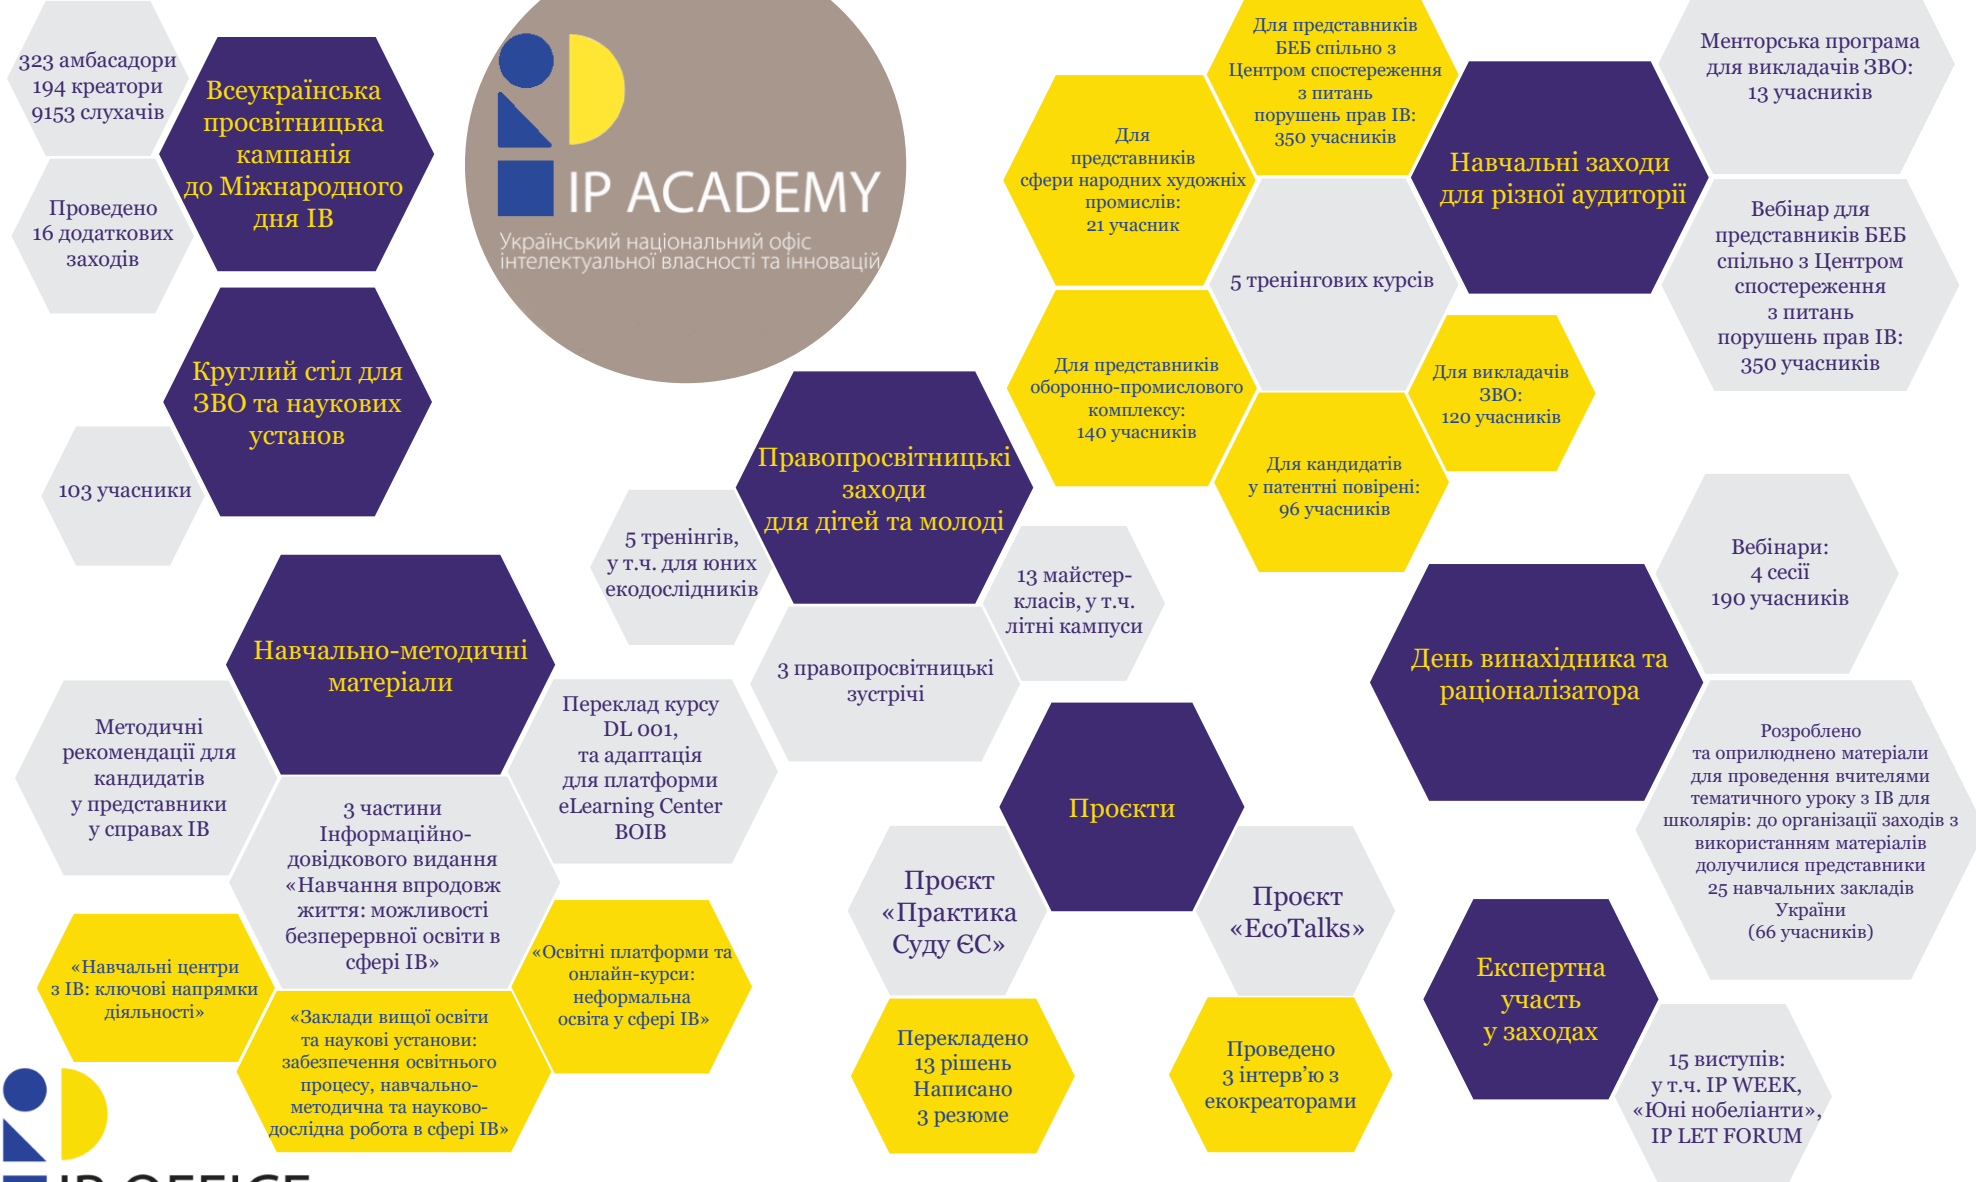 323 амбасадори
194 креатори
9153 слухачів
Всеукраїнська
просвітницька
кампанія
до Міжнародного
дня ІВ
Проведено
16 додаткових
заходів
Круглий стіл для
ЗВО та наукових
установ
103 учасники
IP ACADEMY
Український національний офіс
інтелектуальної власності та інновацій
Для представників
БЕБ спільно з
Центром спостереження
з питань
порушень прав ІВ:
350 учасників
Для
представників
сфери народних художніх
промислів:
21 учасник
5 тренінгових курсів
Для представників
оборонно-промислового
комплексу:
140 учасників
Для кандидатів
у патентні повірені:
96 учасників
Для викладачів
ЗВО:
120 учасників
Навчальні заходи
для різної аудиторії
Менторська програма
для викладачів ЗВО:
13 учасників
Вебінар для
представників БЕБ
спільно з Центром
спостереження
з питань
порушень прав ІВ:
350 учасників
Правопросвітницькі
заходи
для дітей та молоді
5 тренінгів,
у т.ч. для юних
екодослідників
13 майстер-
класів, у т.ч.
літні кампуси
3 правопросвітницькі
зустрічі
Навчально-методичні
матеріали
Методичні
рекомендації для
кандидатів
у представники
у справах ІВ
3 частини
Інформаційно-
довідкового видання
«Навчання впродовж
життя: можливості
безперервної освіти в
сфері ІВ»
Переклад курсу
DL 001,
та адаптація
для платформи
eLearning Center
ВОІВ
«Навчальні центри
з ІВ: ключові напрямки
діяльності»
«Заклади вищої освіти
та наукові установи:
забезпечення освітнього
процесу, навчально-
методична та науково-
дослідна робота в сфері ІВ»
«Освітні платформи та
онлайн-курси:
неформальна
освіта у сфері ІВ»
Проєкти
Проєкт
«Практика
Суду ЄС»
Проєкт
«EcoTalks»
Перекладено
13 рішень
Написано
3 резюме
Проведено
3 інтерв’ю з
екокреаторами
День винахідника та
раціоналізатора
Вебінари:
4 сесії
190 учасників
Розроблено
та оприлюднено матеріали
для проведення вчителями
тематичного уроку з ІВ для
школярів: до організації заходів з
використанням матеріалів
долучилися представники
25 навчальних закладів
України
(66 учасників)
Експертна
участь
у заходах
15 виступів:
у т.ч. IP WEEK,
«Юні нобеліанти»,
IP LET FORUM
IP OFFICE